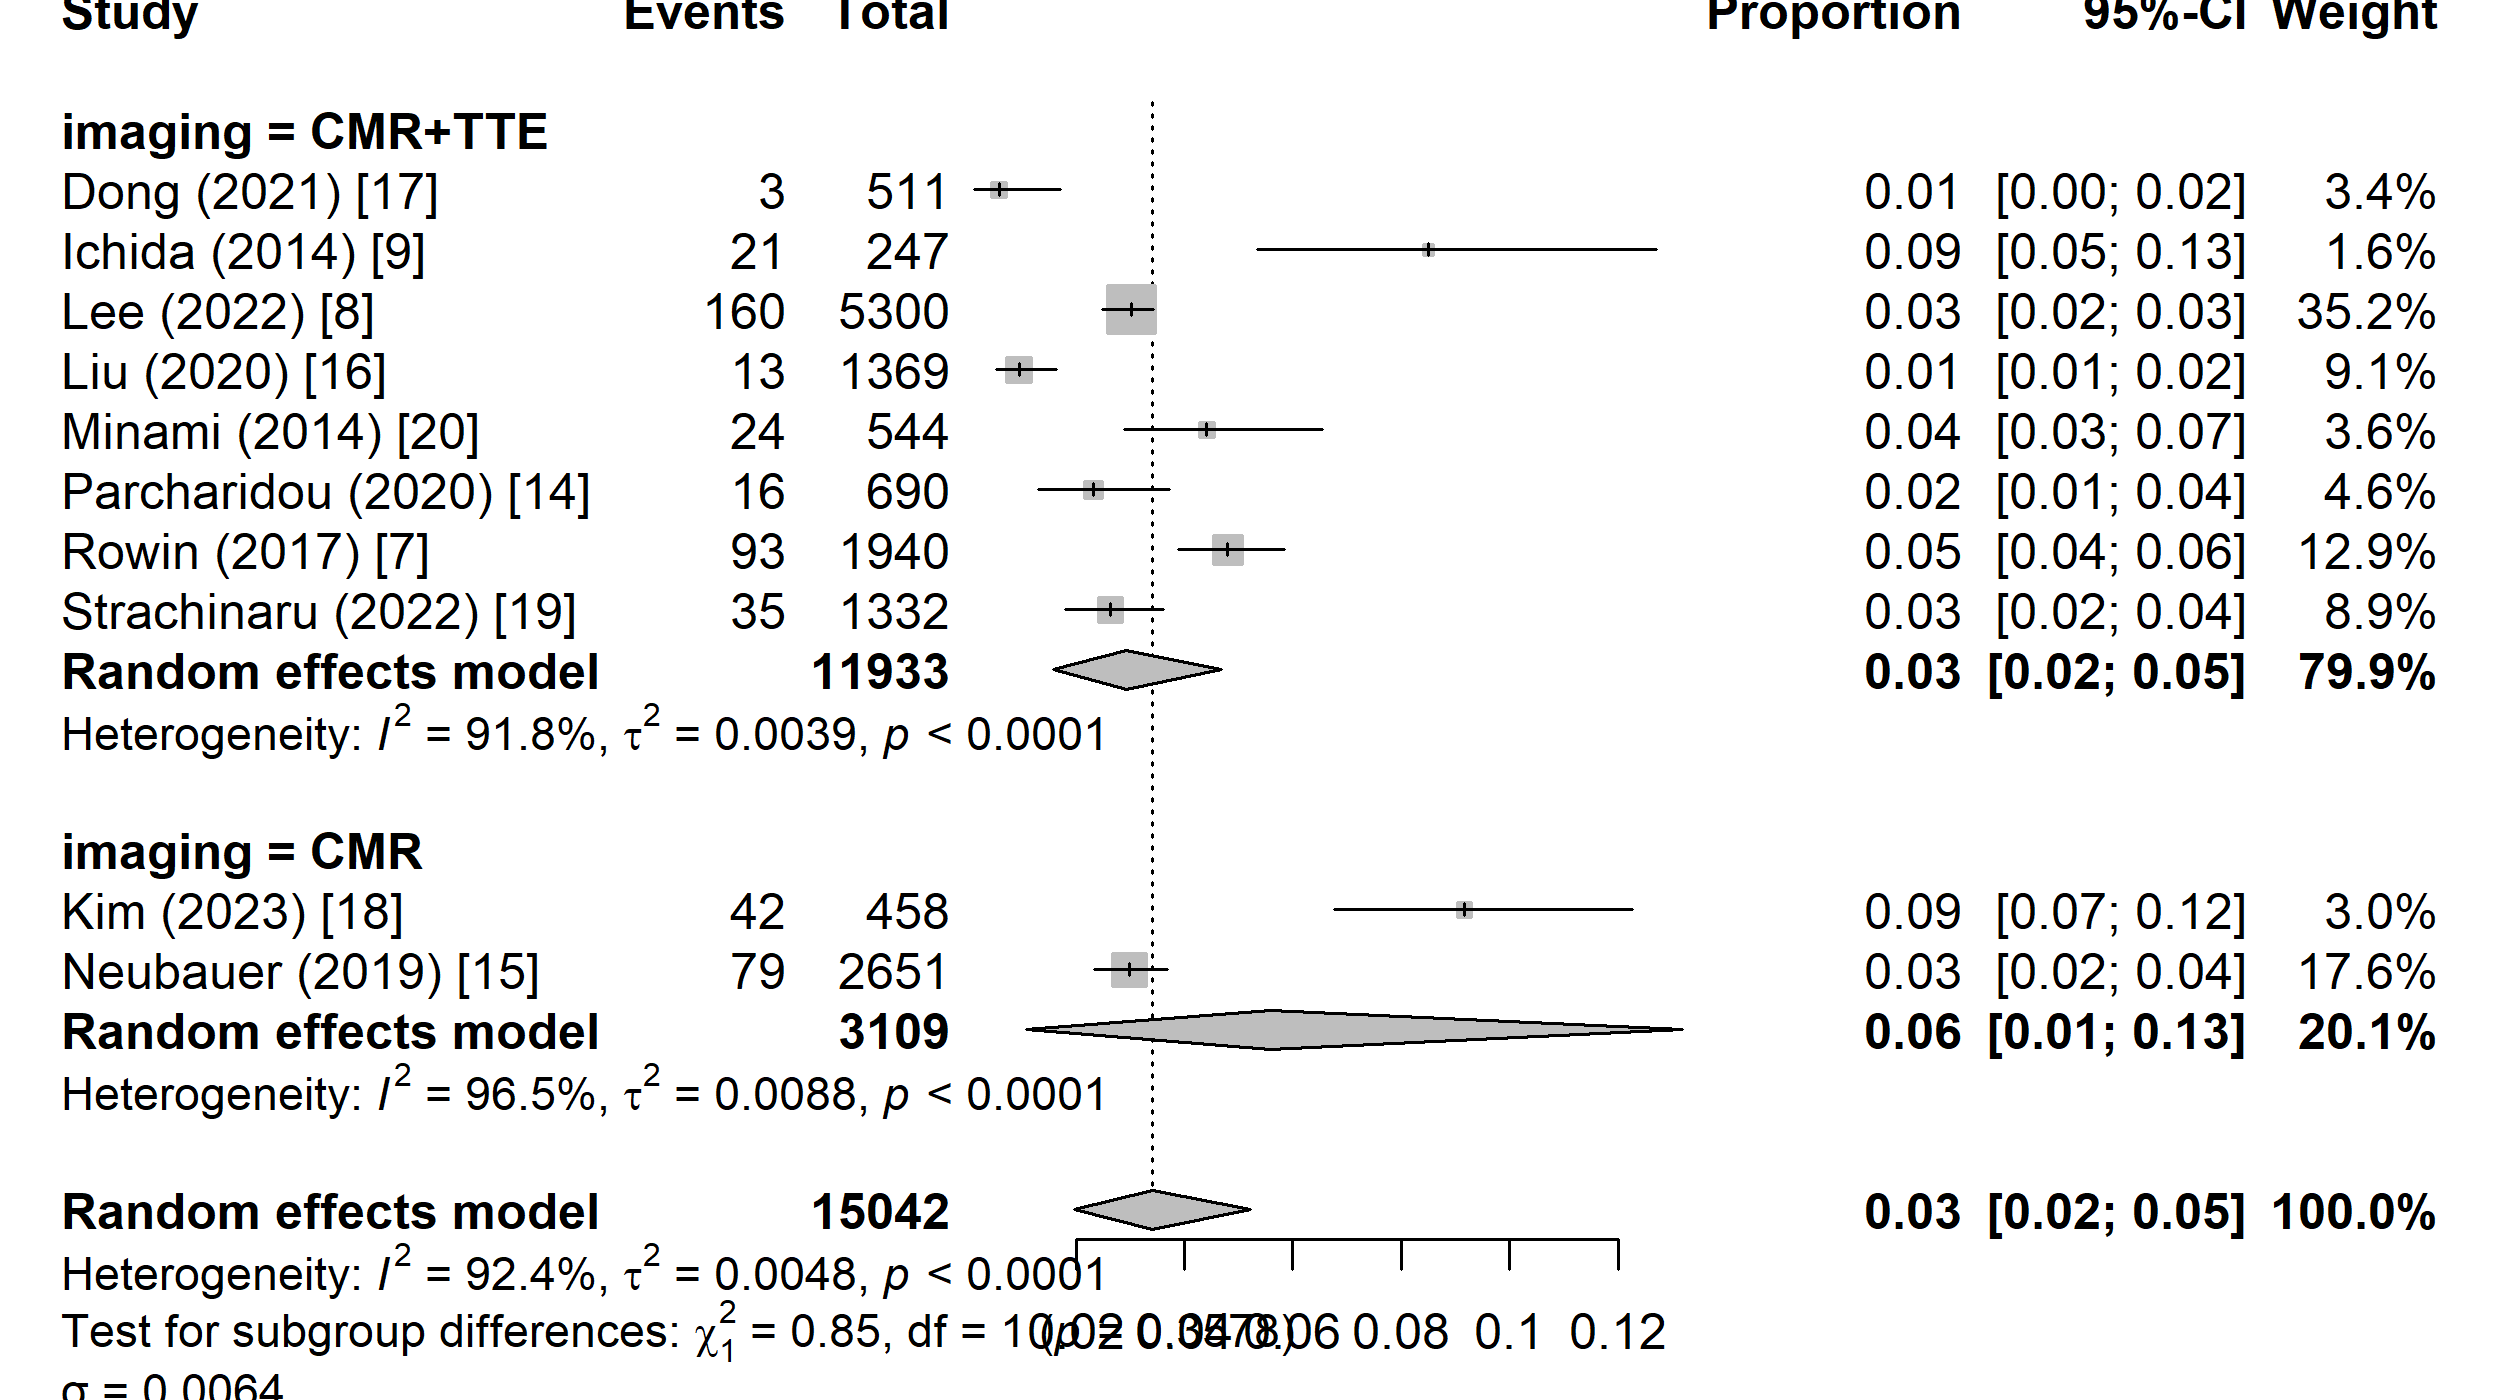 Study Events Total Proportion 95%-CI Weight
imaging = CMR+TTE
Dong (2021) [17] 3 511 0.01 [0.00; 0.02] 3.4%
Ichida (2014) [9] 21 247 0.09 [0.05; 0.13] 1.6%
Lee (2022) [8] 160 5300 0.03 [0.02; 0.03] 35.2%
Liu (2020) [16] 13 1369 0.01 [0.01; 0.02] 9.1%
Minami (2014) [20] 24 544 0.04 [0.03; 0.07] 3.6%
Parcharidou (2020) [14] 16 690 0.02 [0.01; 0.04] 4.6%
Rowin (2017) [7] 93 1940 0.05 [0.04; 0.06] 12.9%
Strachinaru (2022) [19] 35 1332 0.03 [0.02; 0.04] 8.9%
Random effects model 11933 0.03 [0.02; 0.05] 79.9%
Heterogeneity: I² = 91.8%, τ² = 0.0039, p < 0.0001
imaging = CMR
Kim (2023) [18] 42 458 0.09 [0.07; 0.12] 3.0%
Neubauer (2019) [15] 79 2651 0.03 [0.02; 0.04] 17.6%
Random effects model 3109 0.06 [0.01; 0.13] 20.1%
Heterogeneity: I² = 96.5%, τ² = 0.0088, p < 0.0001
Random effects model 15042 0.03 [0.02; 0.05] 100.0%
Heterogeneity: I² = 92.4%, τ² = 0.0048, p < 0.0001
Test for subgroup differences: χ²₁ = 0.85, df = 1 0.02 0.04 0.06 0.08 0.1 0.12
σ = 0.0064